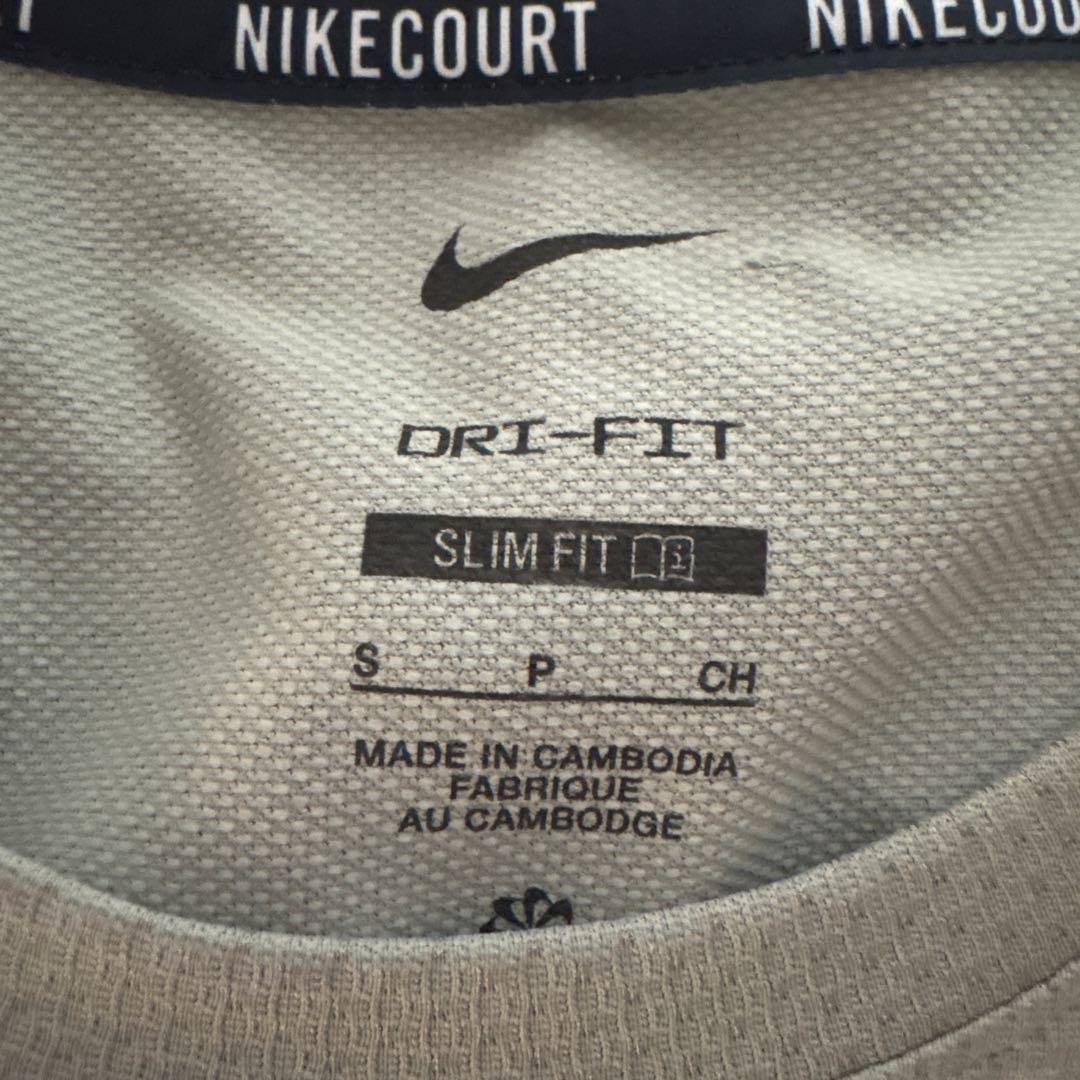 NIKECOURT
DRI-FIT
SLIM FIT
S P CH
MADE IN CAMBODIA
FABRIQUE
AU CAMBODGE